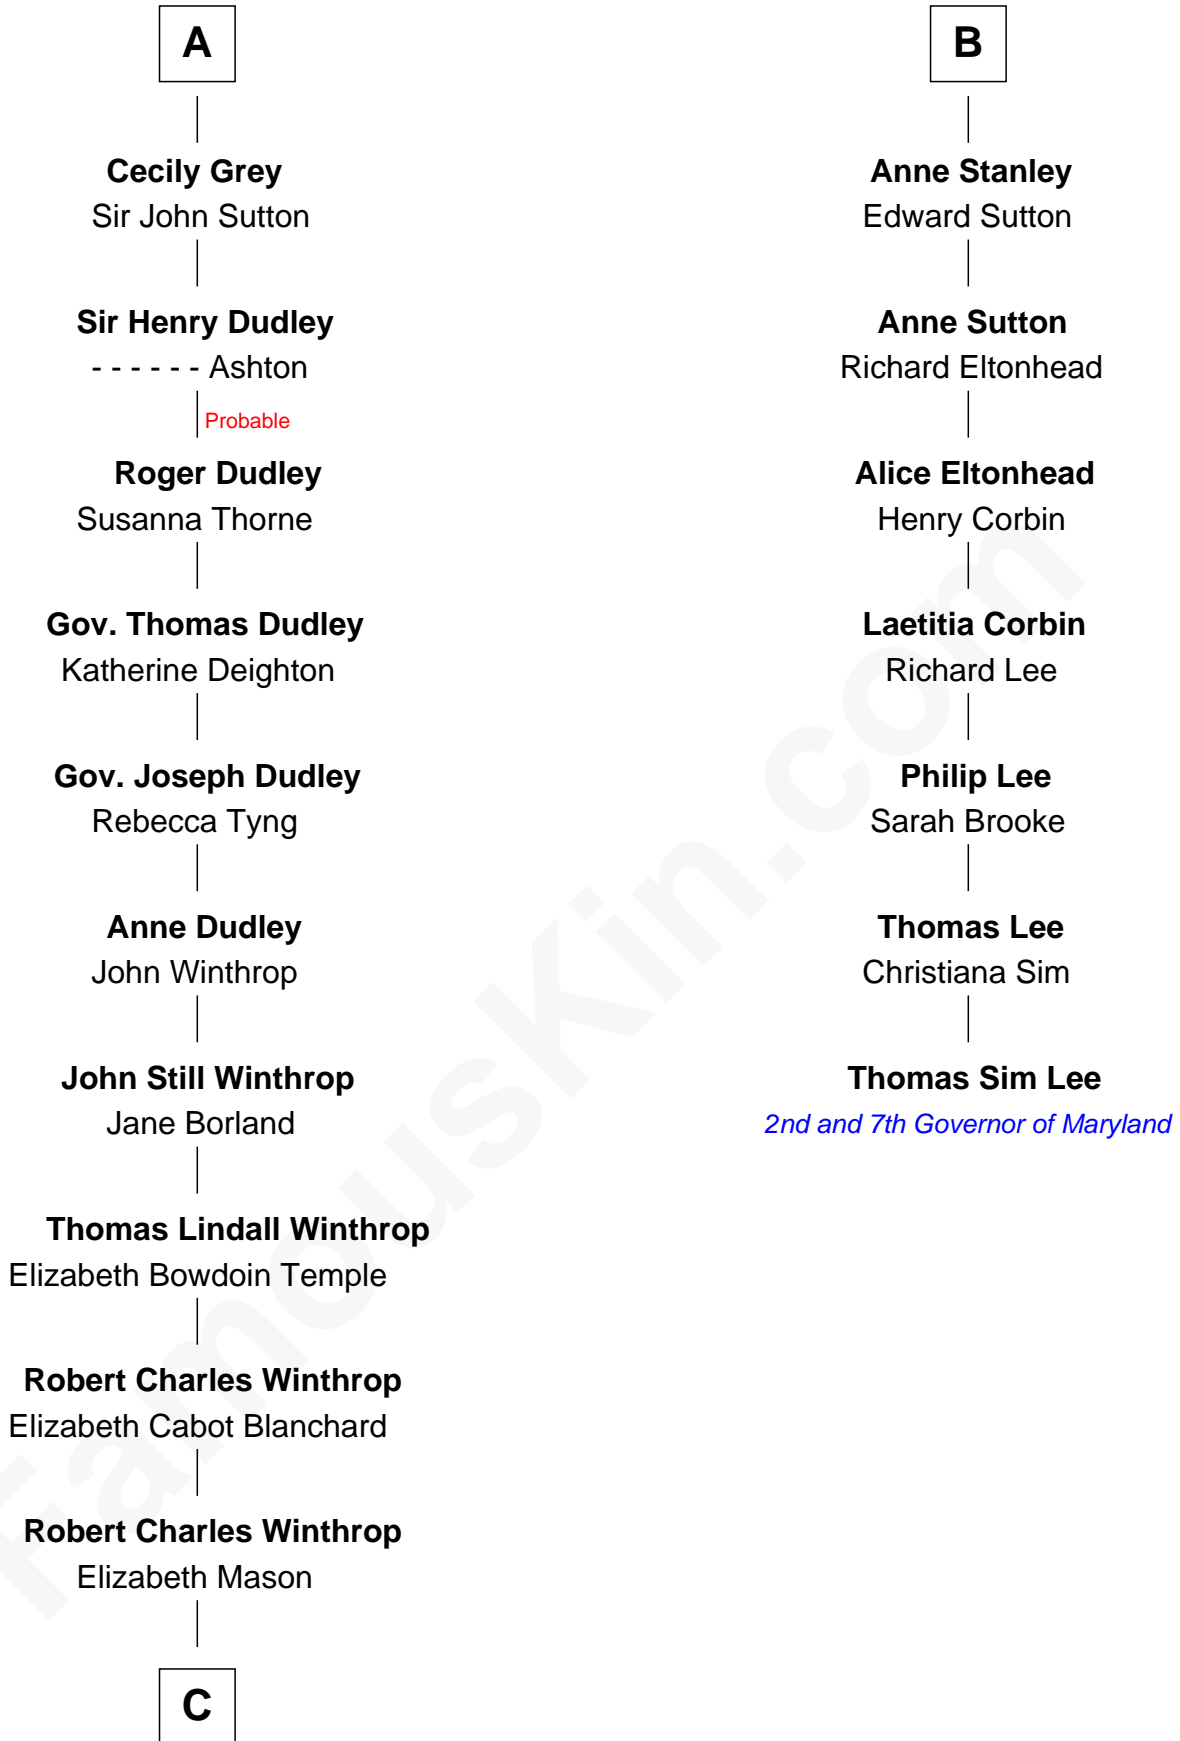 A
Cecily Grey
Sir John Sutton
Sir Henry Dudley
- - - - - - Ashton
Probable
Roger Dudley
Susanna Thorne
Gov. Thomas Dudley
Katherine Deighton
Gov. Joseph Dudley
Rebecca Tyng
Anne Dudley
John Winthrop
John Still Winthrop
Jane Borland
Thomas Lindall Winthrop
Elizabeth Bowdoin Temple
Robert Charles Winthrop
Elizabeth Cabot Blanchard
Robert Charles Winthrop
Elizabeth Mason
C
B
Anne Stanley
Edward Sutton
Anne Sutton
Richard Eltonhead
Alice Eltonhead
Henry Corbin
Laetitia Corbin
Richard Lee
Philip Lee
Sarah Brooke
Thomas Lee
Christiana Sim
Thomas Sim Lee
2nd and 7th Governor of Maryland
FamousKin.com